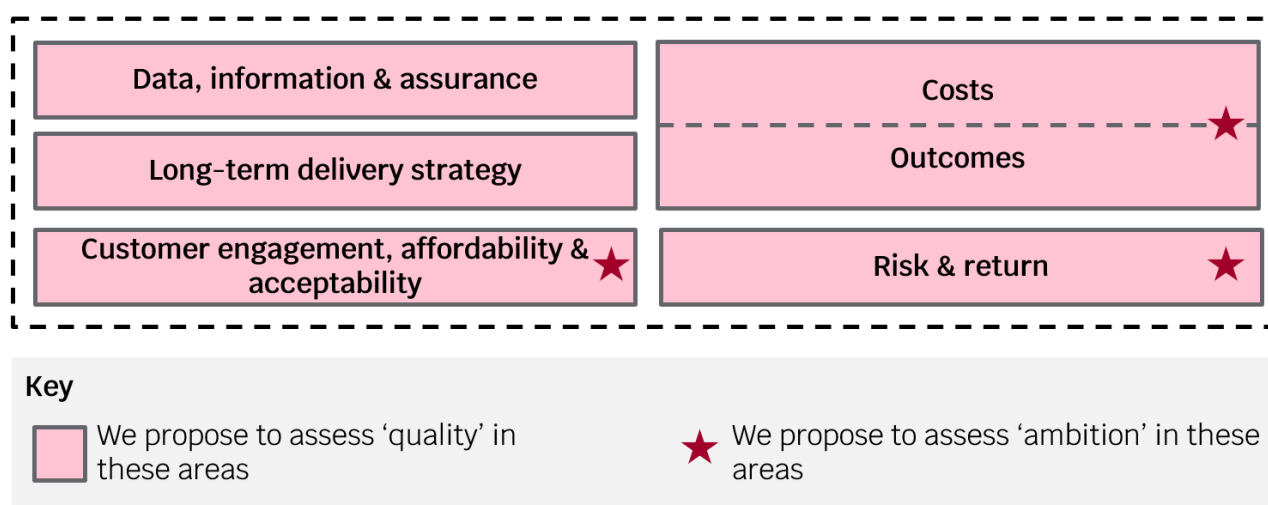 Data, information & assurance
Long-term delivery strategy
Customer engagement, affordability &
acceptability
Costs
Outcomes
Risk & return
Key
We propose to assess ‘quality’ in
these areas
We propose to assess ‘ambition’ in these
areas